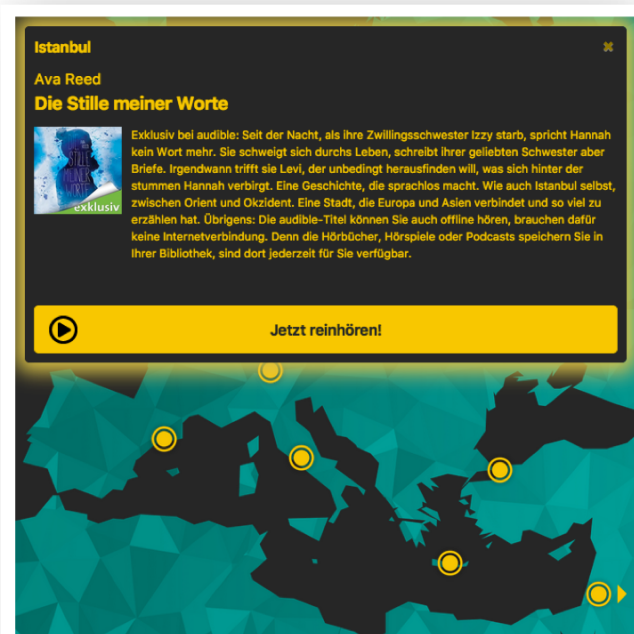 Istanbul
Ava Reed
Die Stille meiner Worte
STILLE
MEINER
WORTE
exklusiv
Exklusiv bei audible: Seit der Nacht, als ihre Zwillingsschwester Izzy starb, spricht Hannah
kein Wort mehr. Sie schweigt sich durchs Leben, schreibt ihrer geliebten Schwester aber
Briefe. Irgendwann trifft sie Levi, der unbedingt herausfinden will, was sich hinter der
stummen Hannah verbirgt. Eine Geschichte, die sprachlos macht. Wie auch Istanbul selbst,
zwischen Orient und Okzident. Eine Stadt, die Europa und Asien verbindet und so viel zu
erzählen hat. Übrigens: Die audible-Titel können Sie auch offline hören, brauchen dafür
keine Internetverbindung. Denn die Hörbücher, Hörspiele oder Podcasts speichern Sie in
Ihrer Bibliothek, sind dort jederzeit für Sie verfügbar.
Jetzt reinhören!